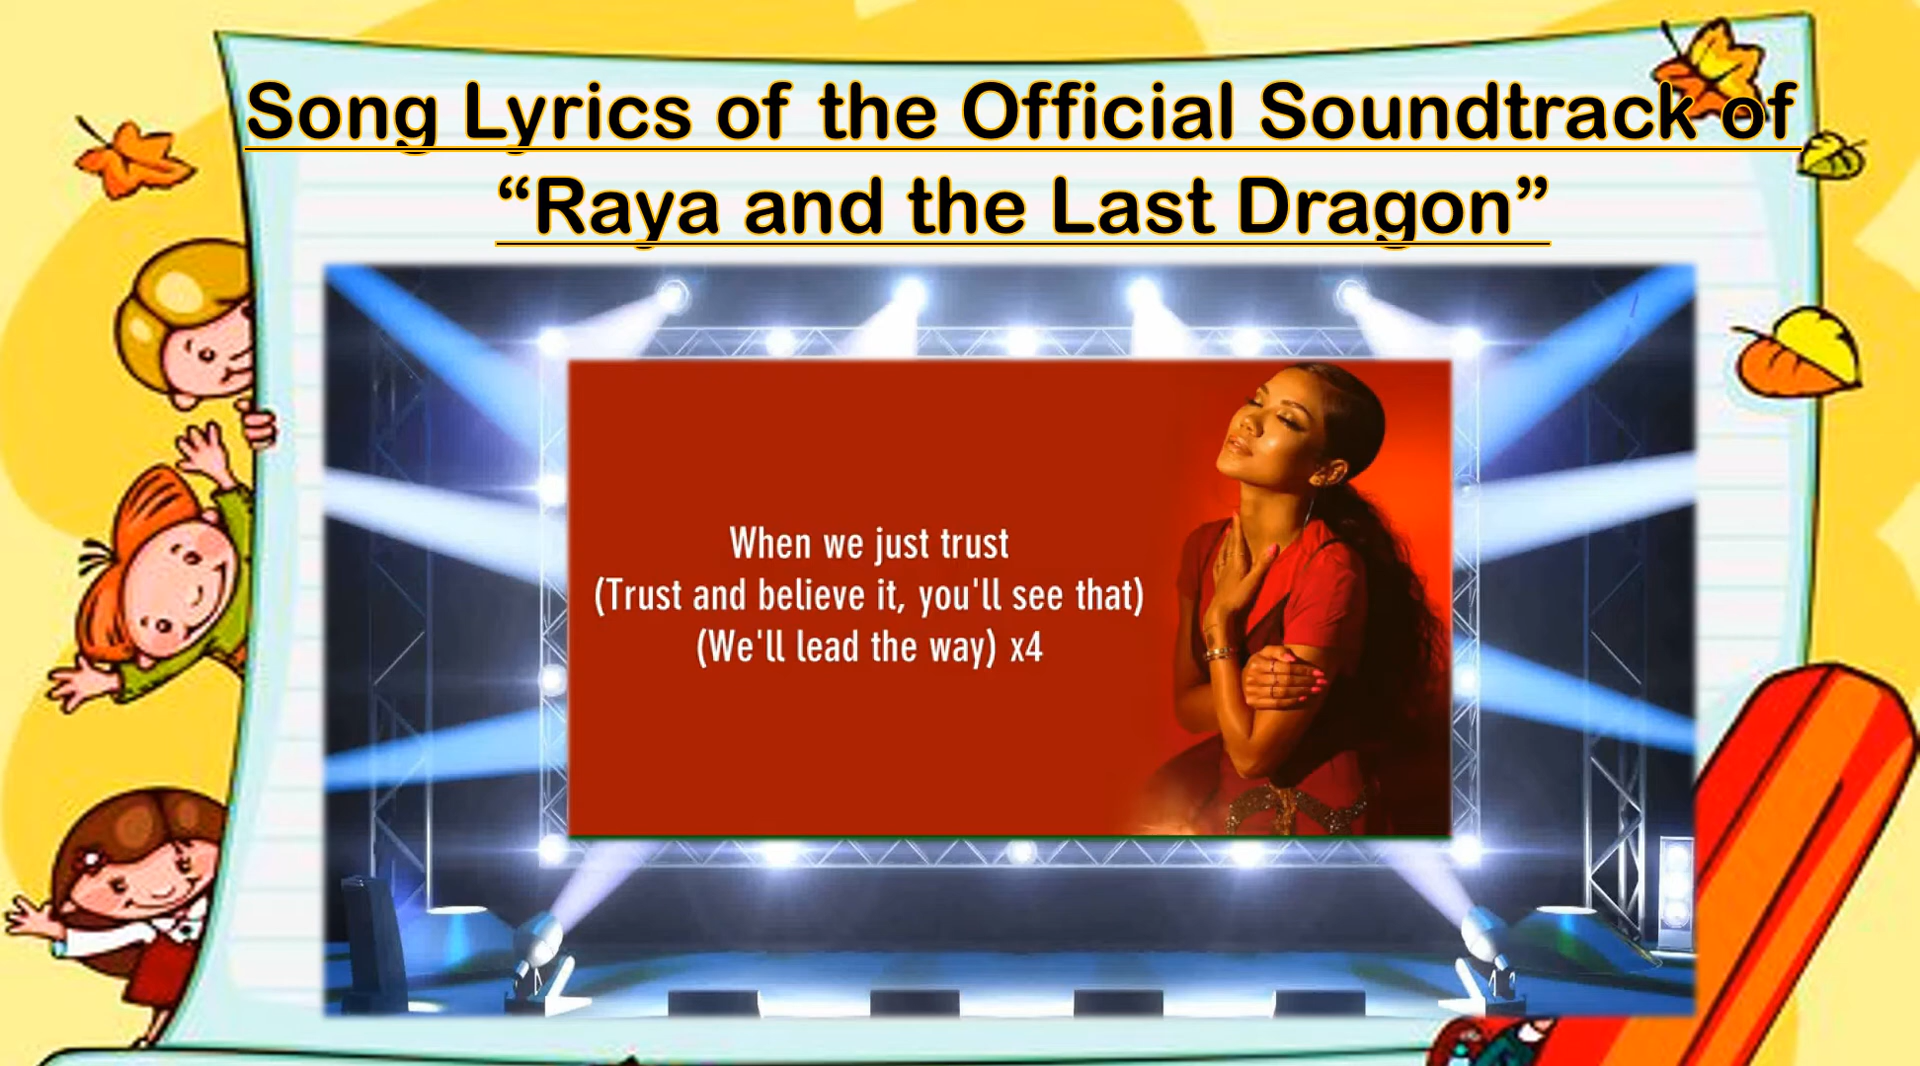 Song Lyrics of the Official Soundtrack of
“Raya and the Last Dragon”
When we just trust
(Trust and believe it, you'll see that)
(We'll lead the way) x4